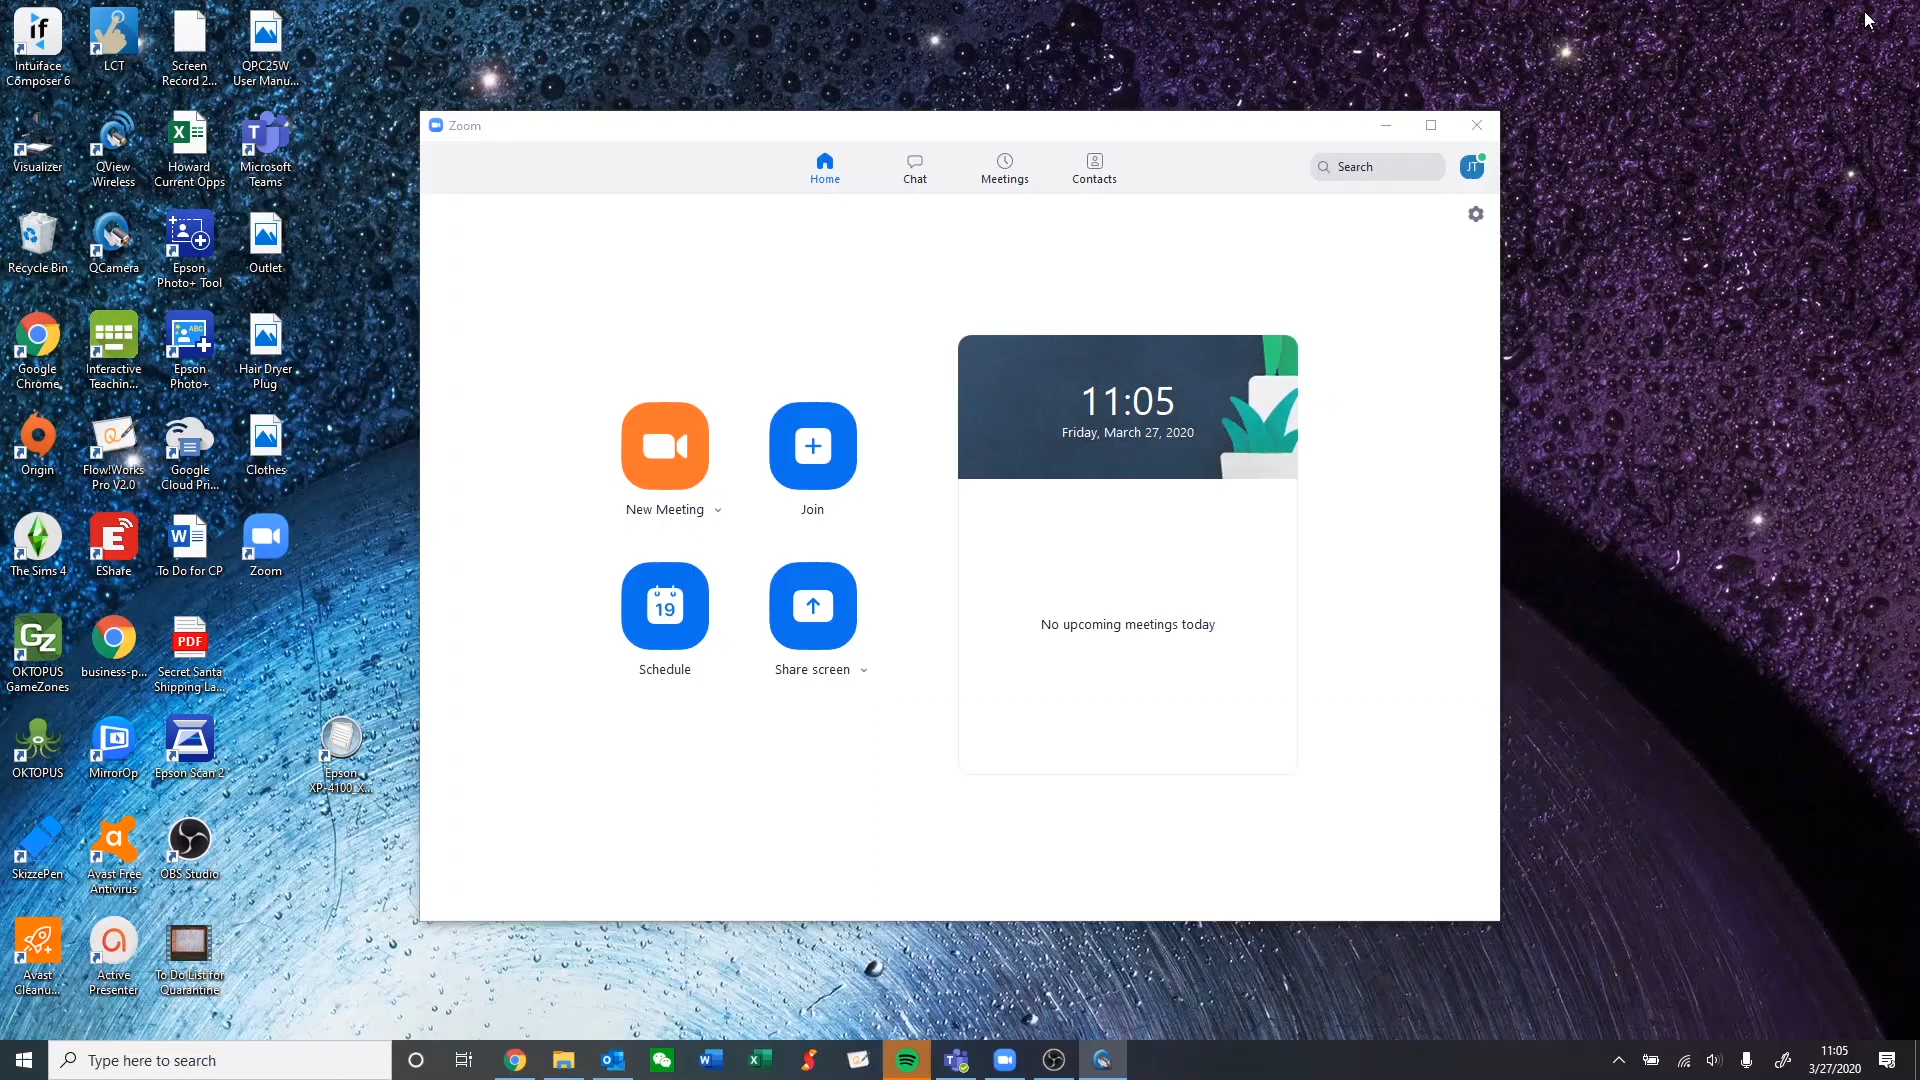 Intuiface
Composer 6
LCT
Screen
Record 2...
QPC25W
User Manu...
Visualizer
QView
Wireless
Howard
Current Opps
Microsoft
Teams
Recycle Bin
QCamera
Epson
Photo+ Tool
Outlet
Google
Chrome
Interactive
Teachin...
Epson
Photo+
Hair Dryer
Plug
Origin
Flow!Works
Pro V2.0
Google
Cloud Pri...
Clothes
The Sims 4
EShare
To Do for CP
Zoom
OKTOPUS
GameZones
business-p...
PDF
Secret Santa
Shipping La...
OKTOPUS
MirrorOp
Epson Scan 2
Epson
XP-4100_X...
SkizzePen
Avast Free
Antivirus
OBS Studio
Avast
Cleanu...
Active
Presenter
To Do List for
Quarantine
Zoom
Home
Chat
Meetings
Contacts
Search
JT
New Meeting
Join
19
Schedule
Share screen
11:05
Friday, March 27, 2020
No upcoming meetings today
Type here to search
11:05
3/27/2020